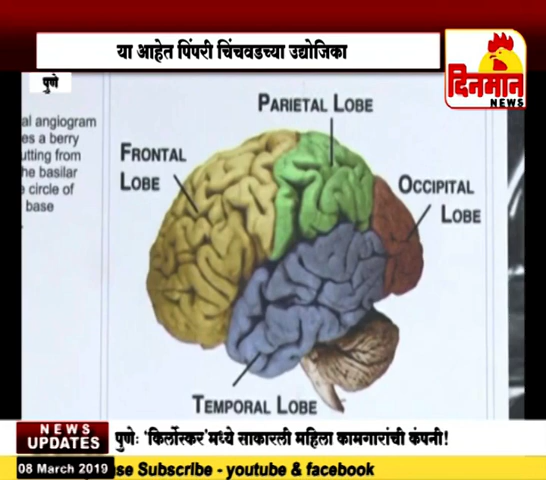 या आहेत पिंपरी चिंचवडच्या उद्योजिका
दिनमान
NEWS
पुणे
al angiogram
es a berry
utting from
he basilar
circle of
base
PARIETAL LOBE
FRONTAL
LOBE
OCCIPITAL
LOBE
TEMPORAL LOBE
NEWS
UPDATES
पुणेः 'किर्लोस्कर'मध्ये साकारली महिला कामगारांची कंपनी!
08 March 2019
se Subscribe - youtube & facebook